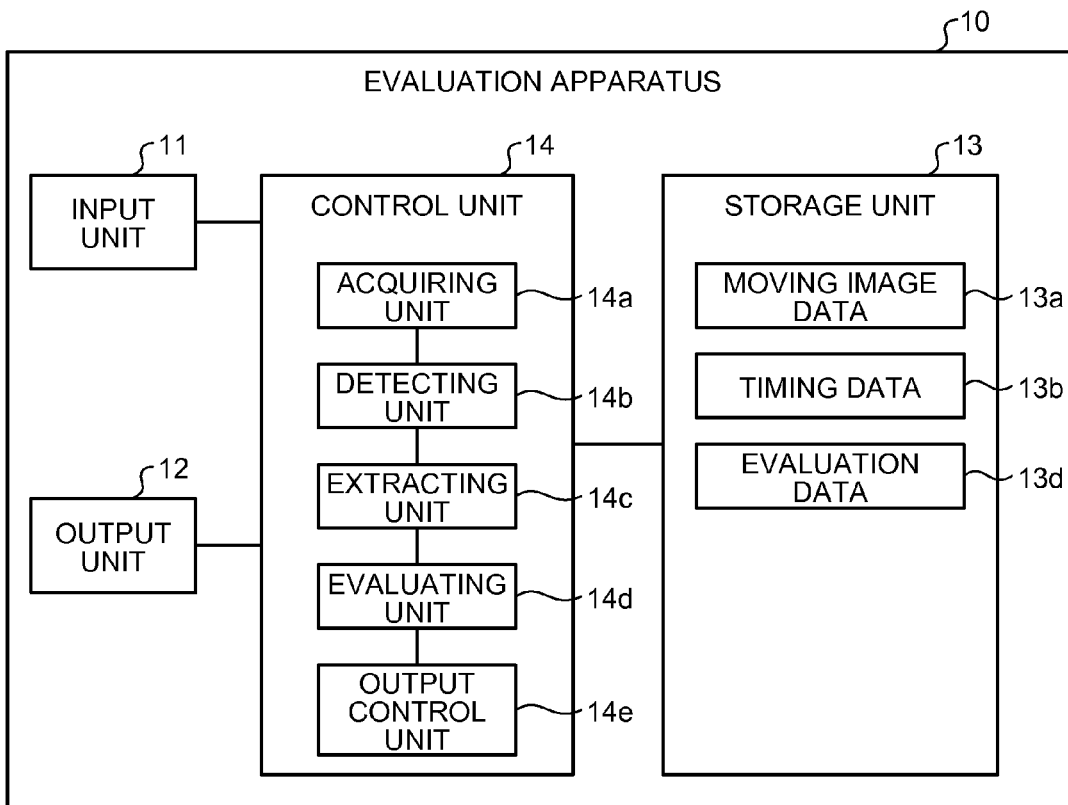 10
EVALUATION APPARATUS
11
INPUT
UNIT
14
CONTROL UNIT
13
STORAGE UNIT
ACQUIRING
UNIT
14a
DETECTING
UNIT
14b
EXTRACTING
UNIT
14c
EVALUATING
UNIT
14d
OUTPUT
CONTROL
UNIT
14e
MOVING IMAGE
DATA
13a
TIMING DATA
13b
EVALUATION
DATA
13d
12
OUTPUT
UNIT